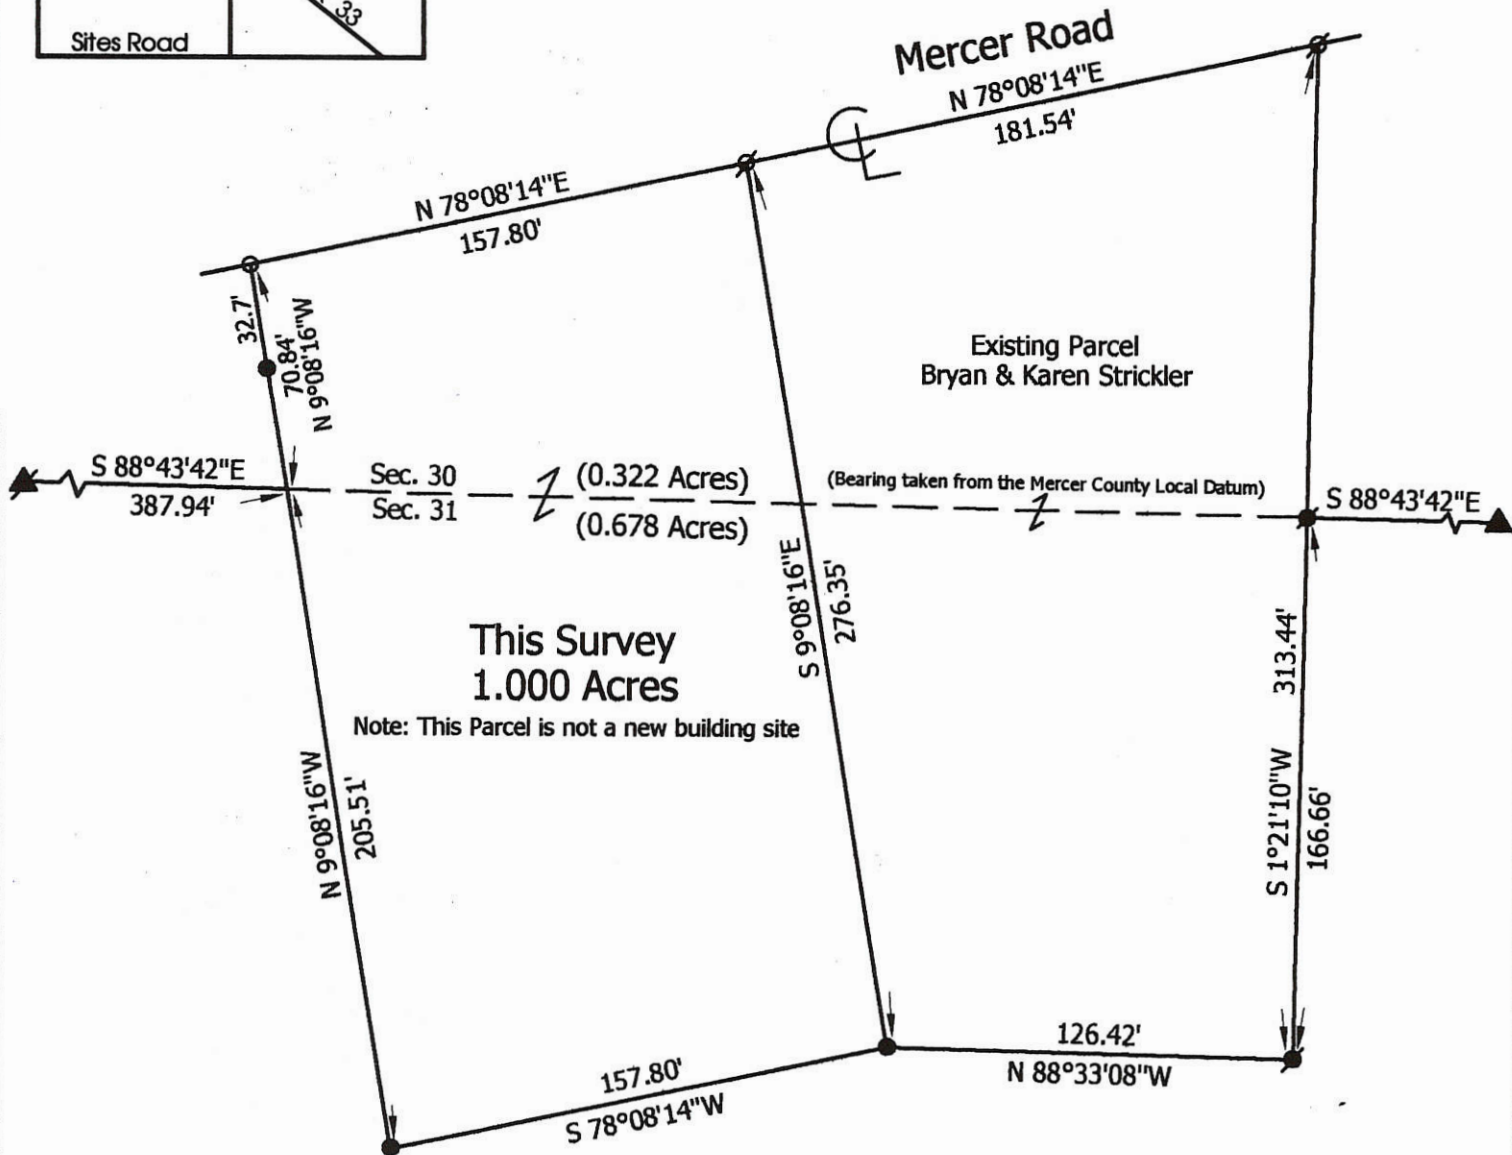 33
Sites Road
Mercer Road
N 78°08'14"E
181.54'
CL
N 78°08'14"E
157.80'
32.7'
70.84'
N 9°08'16"W
Existing Parcel
Bryan & Karen Strickler
S 88°43'42"E
387.94'
Sec. 30
Sec. 31
(0.322 Acres)
(0.678 Acres)
(Bearing taken from the Mercer County Local Datum)
S 88°43'42"E
S 9°08'16"E
276.35'
This Survey
1.000 Acres
Note: This Parcel is not a new building site
313.44'
N 9°08'16"W
205.51'
S 1°21'10"W
166.66'
126.42'
N 88°33'08"W
157.80'
S 78°08'14"W